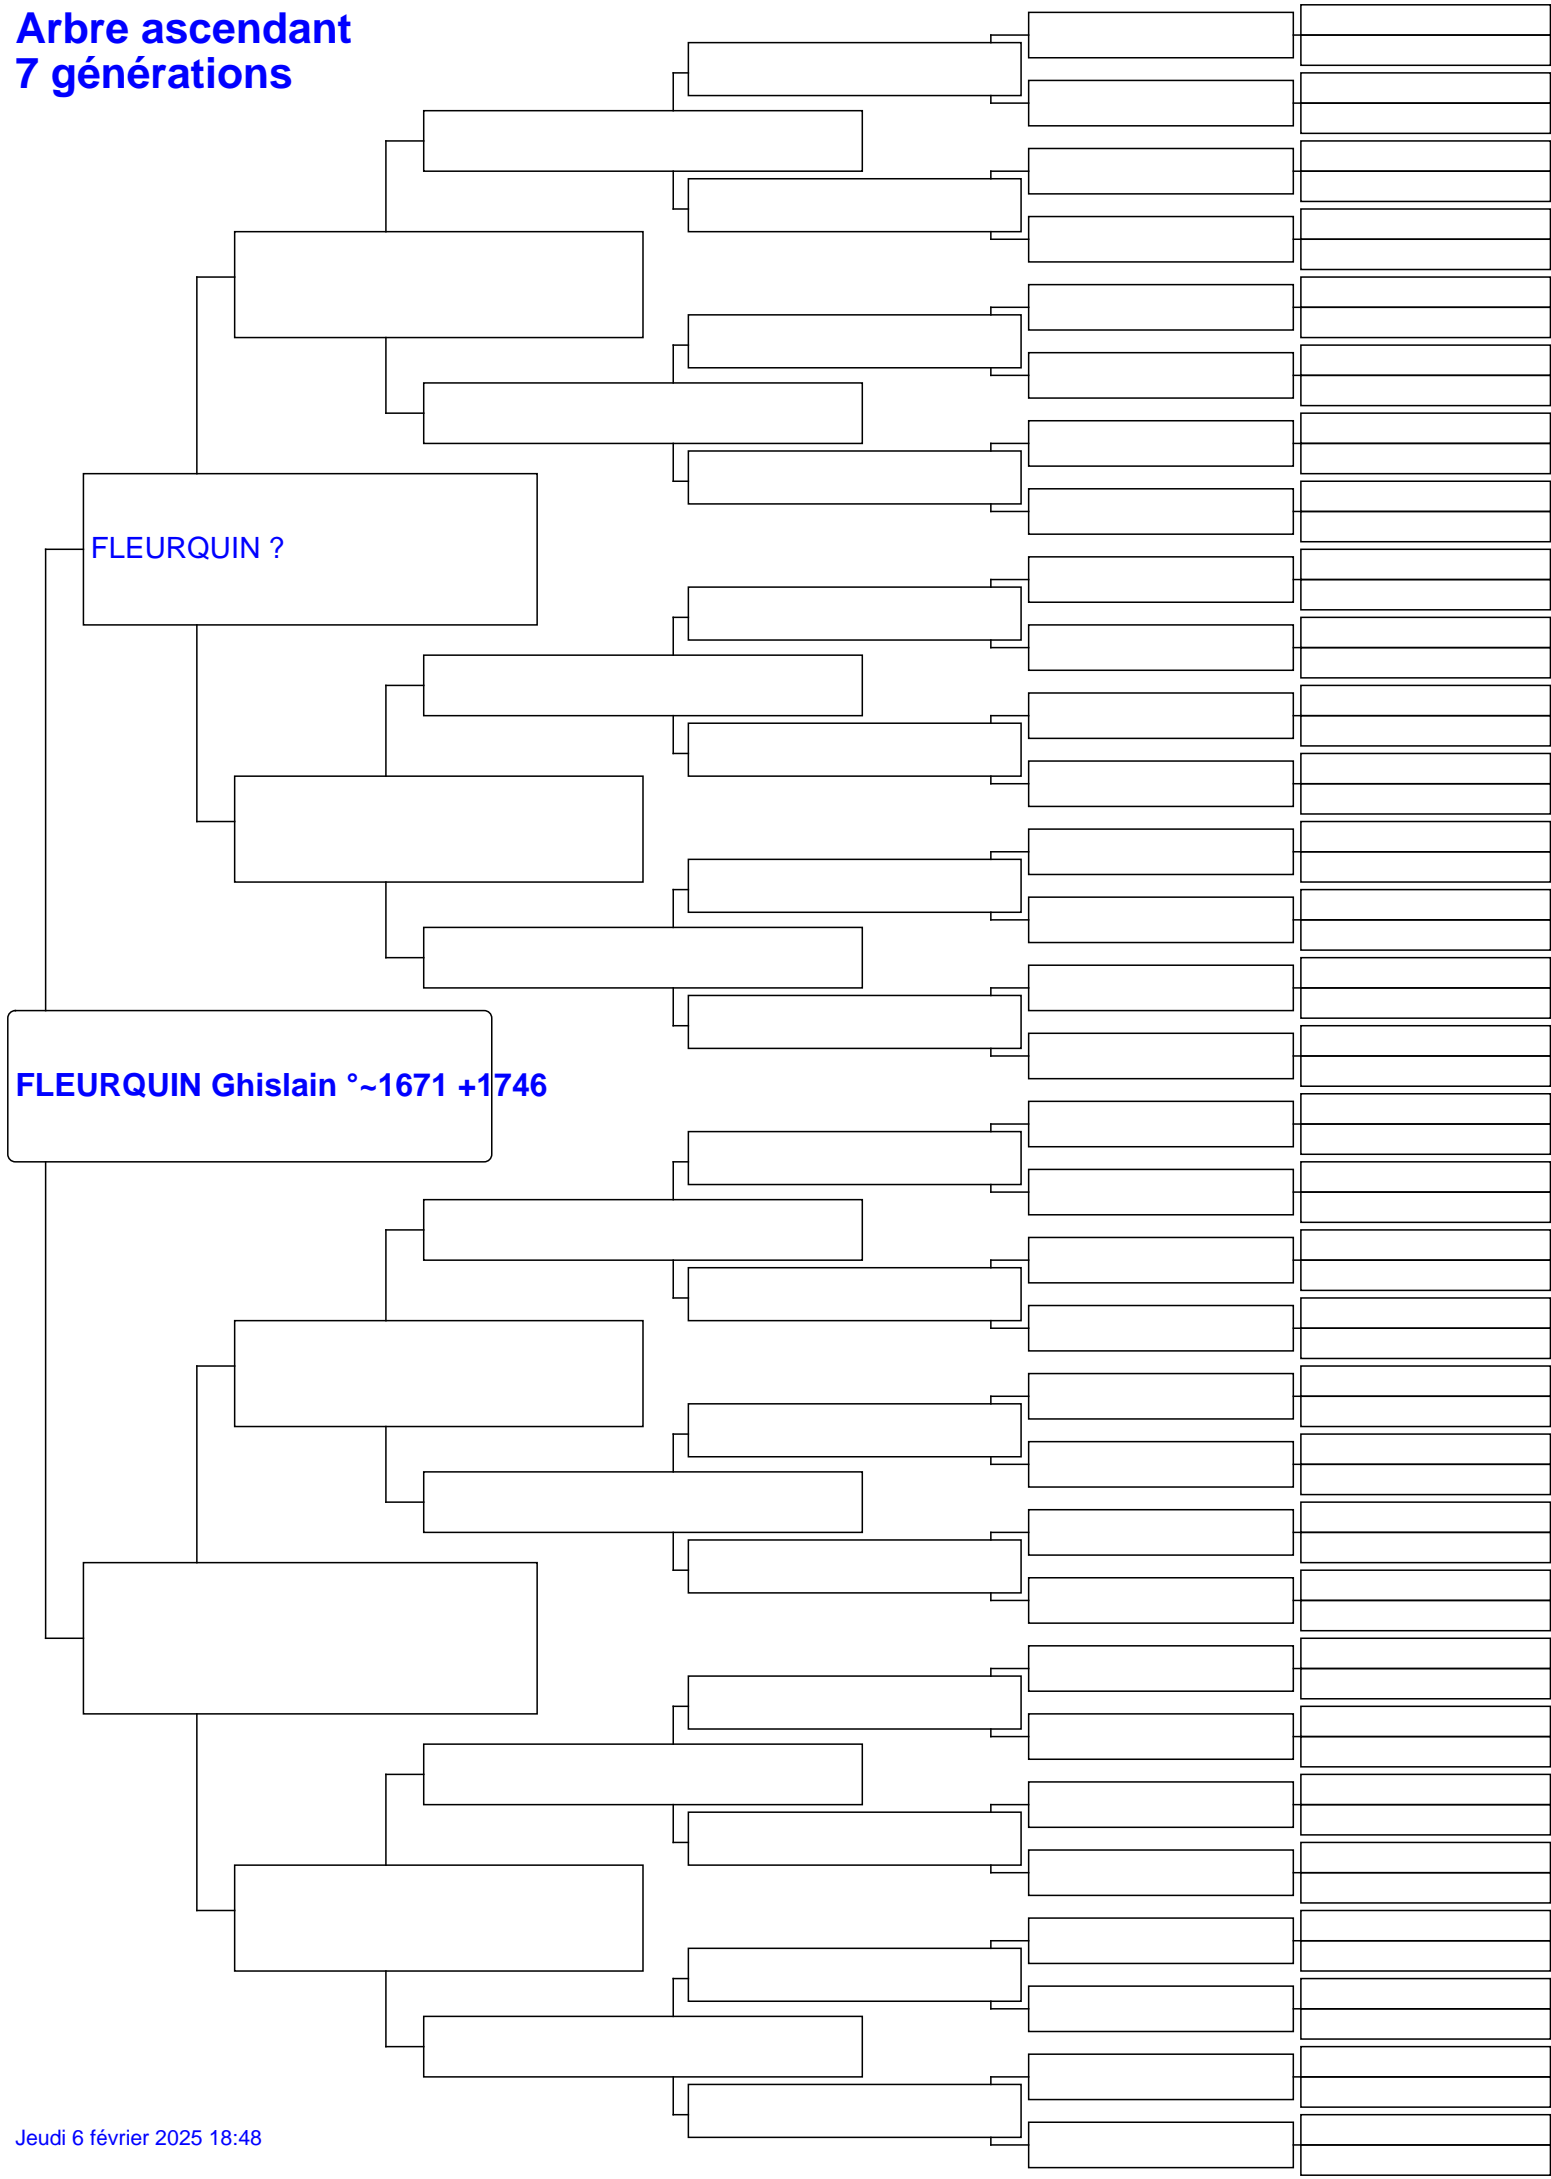 Arbre ascendant
7 générations
FLEURQUIN ?
FLEURQUIN Ghislain °~1671 +1746
Jeudi 6 février 2025 18:48